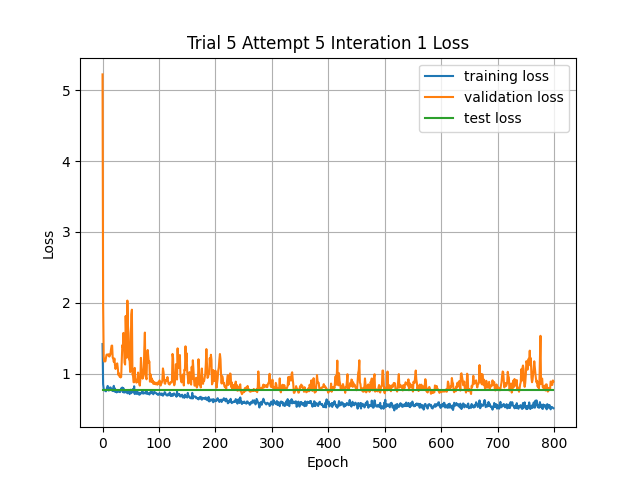 Trial 5 Attempt 5 Interation 1 Loss
training loss
validation loss
test loss
5
4
3
2
1
Loss
0 100 200 300 400 500 600 700 800
Epoch